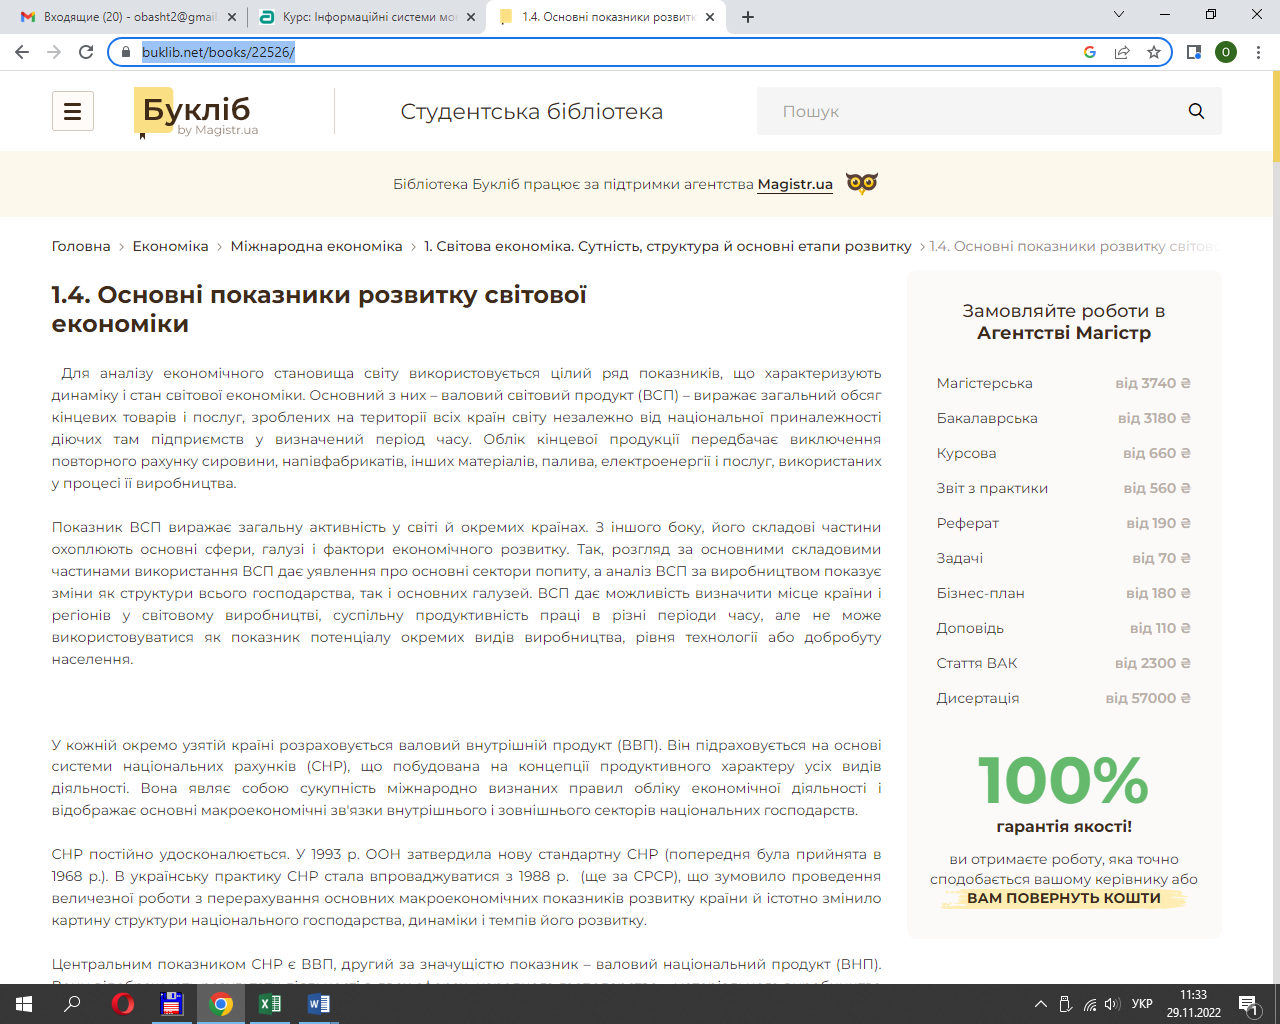 Входящие (20) - obasht2@gmail
Курс: Інформаційні системи мо
1.4. Основні показники розвитк
buklib.net/books/22526/
O
Букліб
by Magistr.ua
Студентська бібліотека
Пошук
Бібліотека Букліб працює за підтримки агентства Magistr.ua
Головна > Економіка > Міжнародна економіка > 1. Світова економіка. Сутність, структура й основні етапи розвитку > 1.4. Основні показники розвитку світов
1.4. Основні показники розвитку світової
економіки
Для аналізу економічного становища світу використовується цілий ряд показників, що характеризують
динаміку і стан світової економіки. Основний з них – валовий світовий продукт (ВСП) – виражає загальний обсяг
кінцевих товарів і послуг, зроблених на території всіх країн світу незалежно від національної приналежності
діючих там підприємств у визначений період часу. Облік кінцевої продукції передбачає виключення
повторного рахунку сировини, напівфабрикатів, інших матеріалів, палива, електроенергії і послуг, використаних
у процесі її виробництва.
Показник ВСП виражає загальну активність у світі й окремих країнах. З іншого боку, його складові частини
охоплюють основні сфери, галузі і фактори економічного розвитку. Так, розгляд за основними складовими
частинами використання ВСП дає уявлення про основні сектори попиту, а аналіз ВСП за виробництвом показує
зміни як структури всього господарства, так і основних галузей. ВСП дає можливість визначити місце країни і
регіонів у світовому виробництві, суспільну продуктивність праці в різні періоди часу, але не може
використовуватися як показник потенціалу окремих видів виробництва, рівня технології або добробуту
населення.
У кожній окремо узятій країні розраховується валовий внутрішній продукт (ВВП). Він підраховується на основі
системи національних рахунків (СНР), що побудована на концепції продуктивного характеру усіх видів
діяльності. Вона являє собою сукупність міжнародно визнаних правил обліку економічної діяльності і
відображає основні макроекономічні зв'язки внутрішнього і зовнішнього секторів національних господарств.
СНР постійно удосконалюється. У 1993 р. ООН затвердила нову стандартну СНР (попередня була прийнята в
1968 р.). В українську практику СНР стала впроваджуватися з 1988 р. (ще за СРСР), що зумовило проведення
величезної роботи з перерахування основних макроекономічних показників розвитку країни й істотно змінило
картину структури національного господарства, динаміки і темпів його розвитку.
Центральним показником СНР є ВВП, другий за значущістю показник – валовий національний продукт (ВНП).
Замовляйте роботи в
Агентстві Магістр
Магістерська від 3740 ₴
Бакалаврська від 3180 ₴
Курсова від 660 ₴
Звіт з практики від 560 ₴
Реферат від 190 ₴
Задачі від 70 ₴
Бізнес-план від 180 ₴
Доповідь від 110 ₴
Стаття ВАК від 2300 ₴
Дисертація від 57000 ₴
100%
гарантія якості!
ви отримаєте роботу, яка точно
сподобається вашому керівнику або
ВАМ ПОВЕРНУТЬ КОШТИ
УКР
11:33
29.11.2022
1